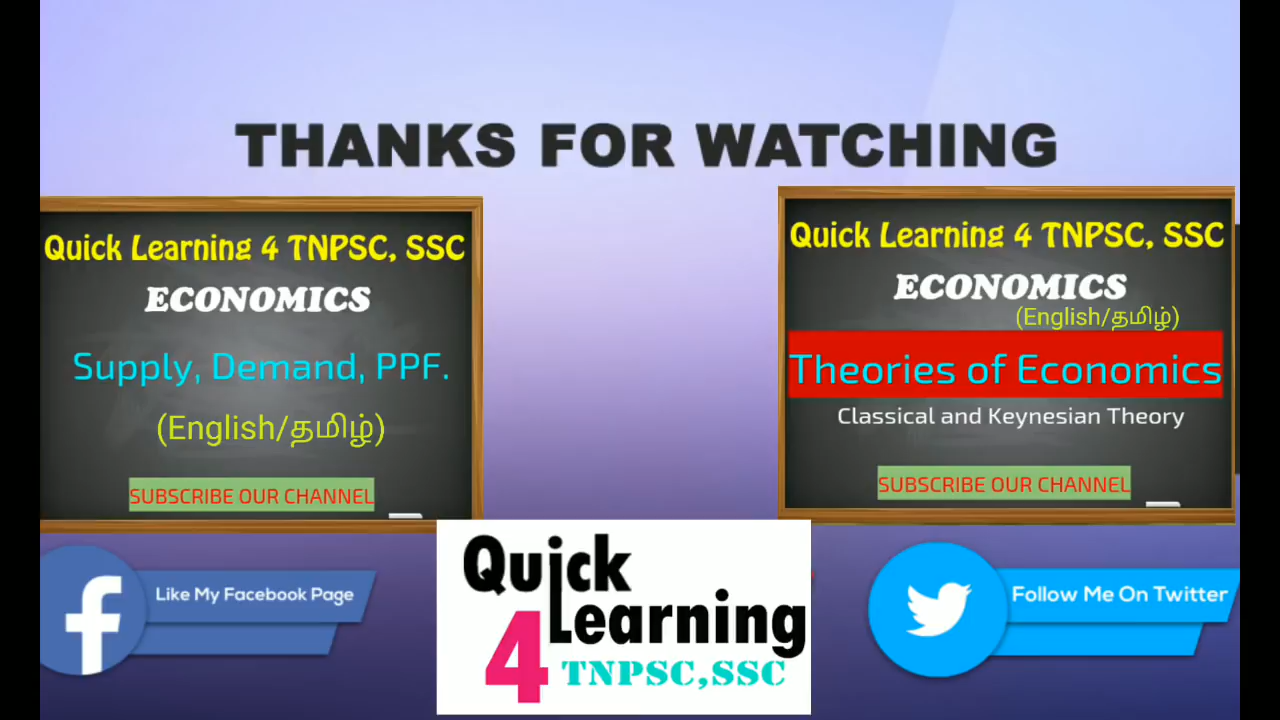 THANKS FOR WATCHING
Quick Learning 4 TNPSC, SSC
ECONOMICS
Supply, Demand, PPF.
(English/தமிழ்)
SUBSCRIBE OUR CHANNEL
Quick Learning 4 TNPSC, SSC
ECONOMICS
(English/தமிழ்)
Theories of Economics
Classical and Keynesian Theory
SUBSCRIBE OUR CHANNEL
Like My Facebook Page
Quick
Learning
4 TNPSC,SSC
Follow Me On Twitter